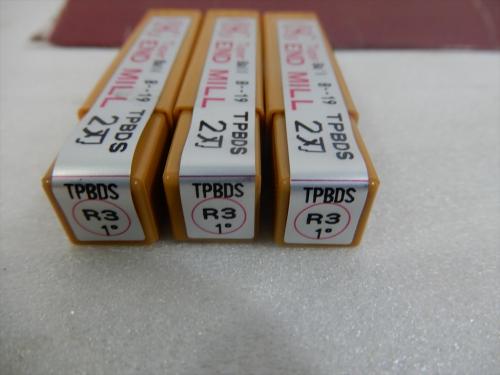 END MILL
TPBDS
2刃
TPBDS
R3
1°
END MILL
TPBDS
2刃
TPBDS
R3
1°
END MILL
TPBDS
2刃
TPBDS
R3
1°